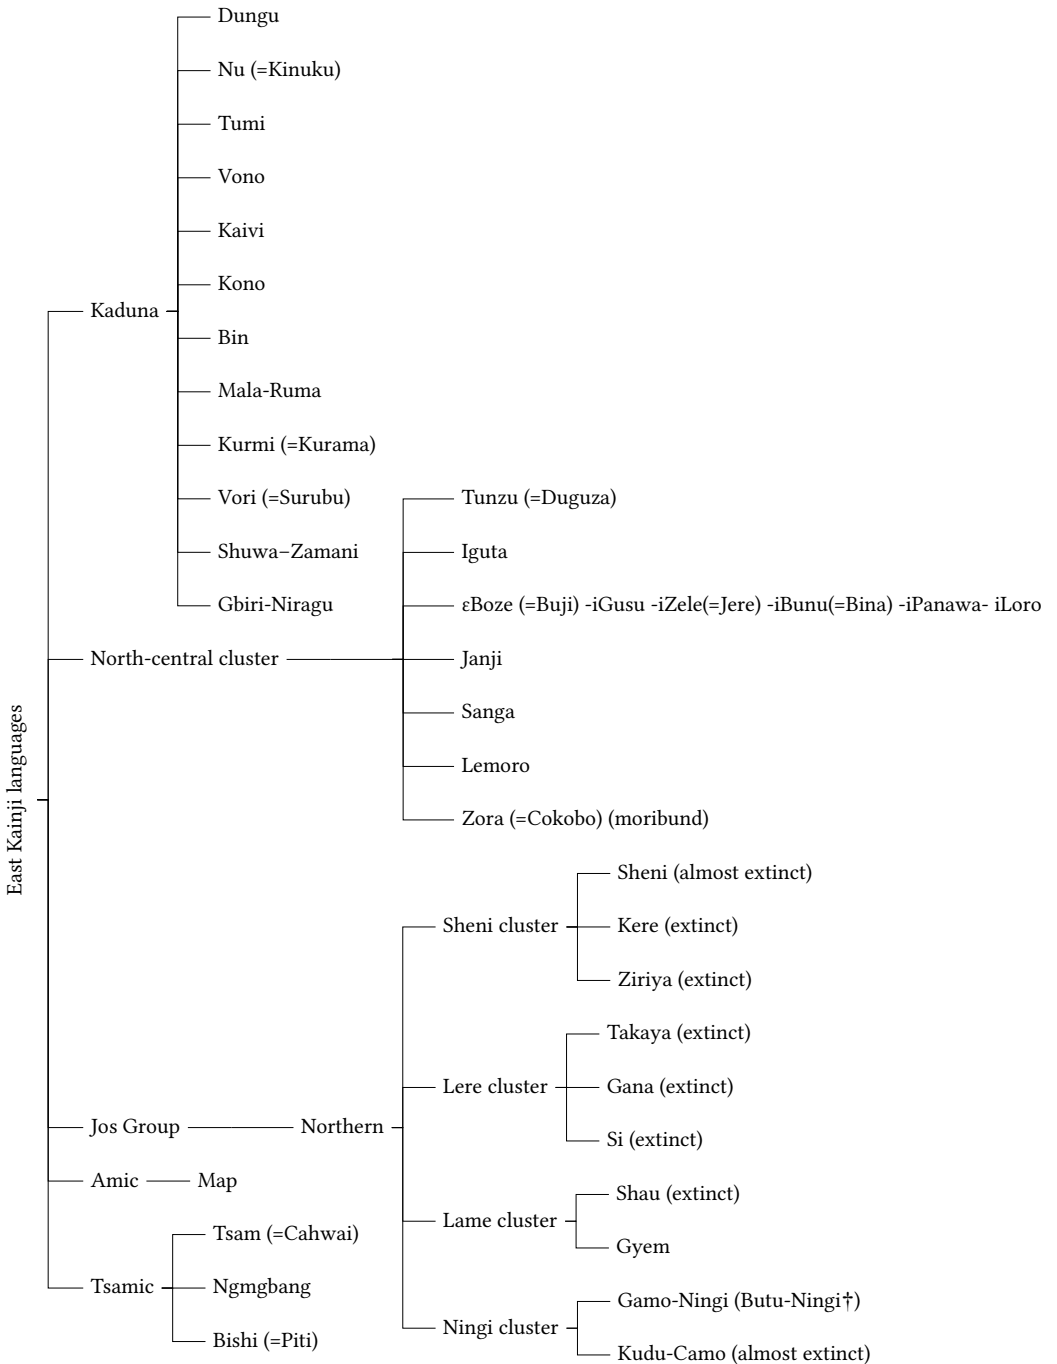 Dungu
Nu (=Kinuku)
Tumi
Vono
Kaivi
Kono
Kaduna
Bin
Mala-Ruma
Kurmi (=Kurama)
Vori (=Surubu)
Tunzu (=Duguza)
Shuwa–Zamani
Iguta
Gbiri-Niragu
εBoze (=Buji) -iGusu -iZele(=Jere) -iBunu(=Bina) -iPanawa- iLoro
North-central cluster
Janji
Sanga
Lemoro
East Kainji languages
Zora (=Cokobo) (moribund)
Sheni (almost extinct)
Sheni cluster
Kere (extinct)
Ziriya (extinct)
Takaya (extinct)
Lere cluster
Gana (extinct)
Jos Group
Northern
Si (extinct)
Amic
Map
Shau (extinct)
Lame cluster
Tsam (=Cahwai)
Gyem
Tsamic
Ngmgbang
Gamo-Ningi (Butu-Ningi†)
Ningi cluster
Bishi (=Piti)
Kudu-Camo (almost extinct)